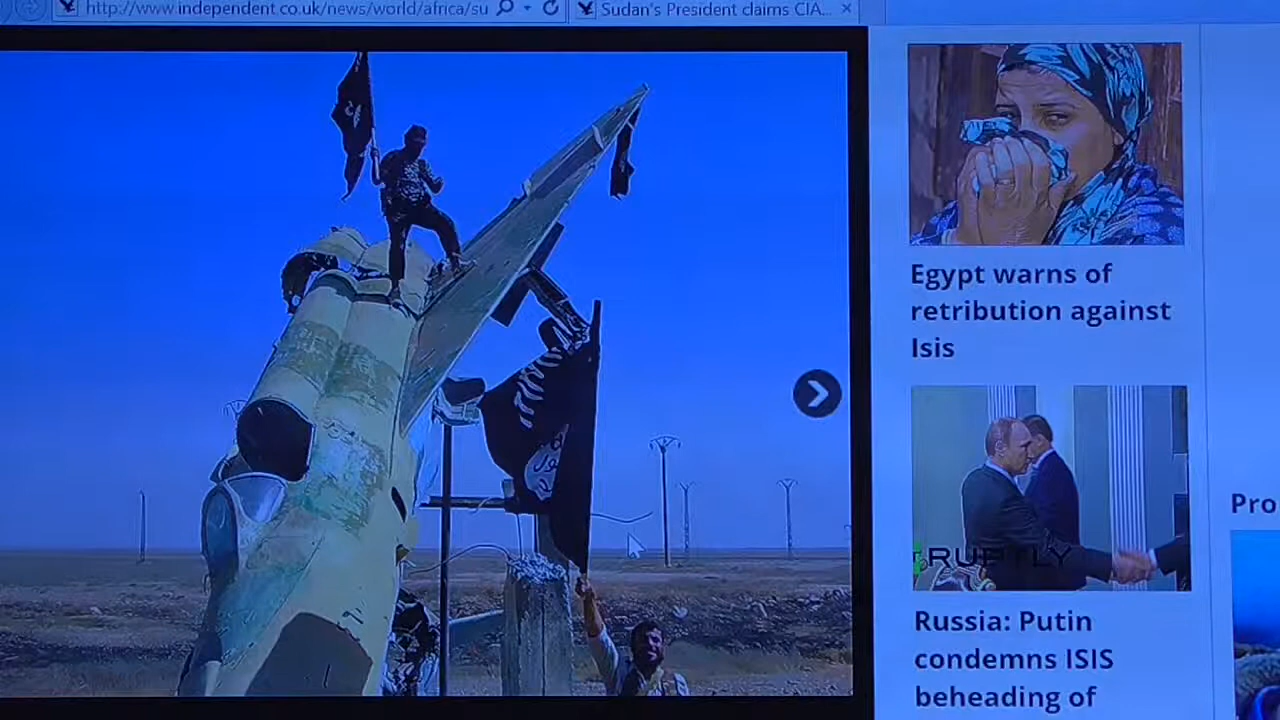 http://www.independent.co.uk/news/world/africa/su
Sudan's President claims CIA...
Egypt warns of
retribution against
Isis
RUPTLY
Russia: Putin
condemns ISIS
beheading of
Pro